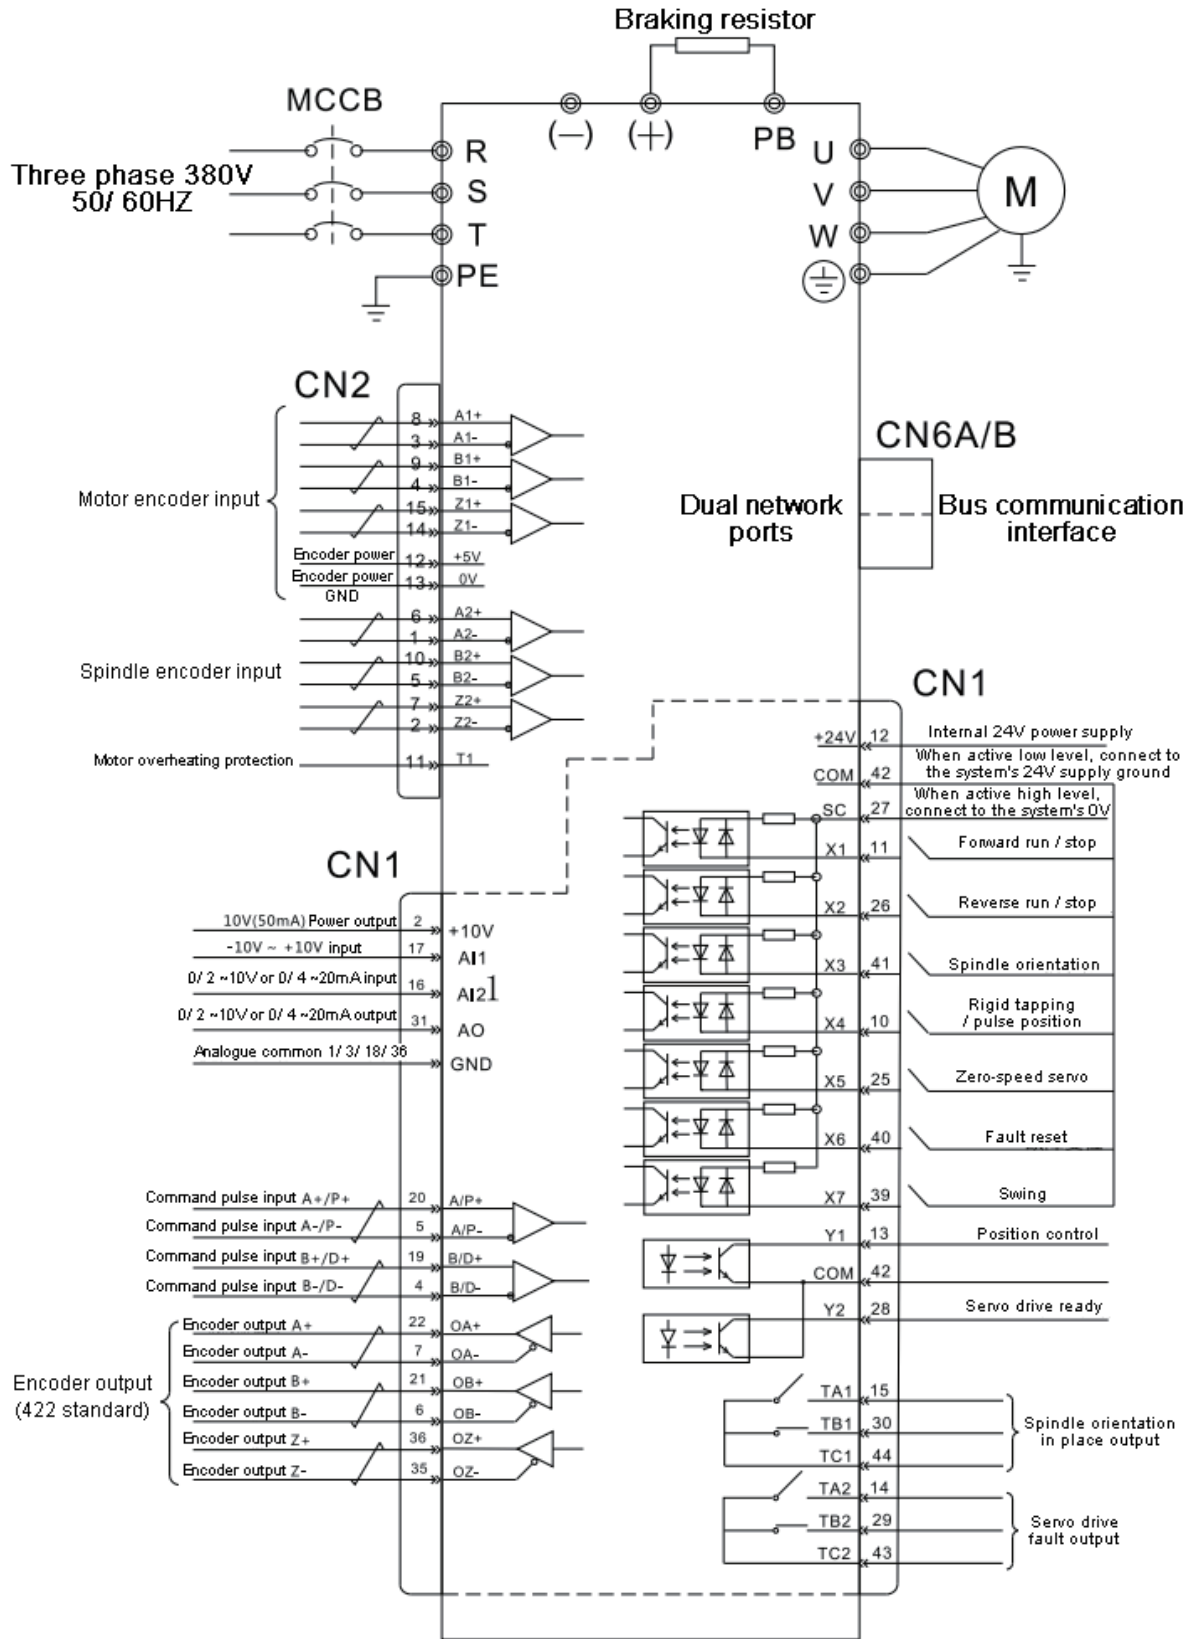 Braking resistor
MCCB
(—) (+) PB
Three phase 380V
50/ 60HZ
R
S
T
PE
U
V
W
M
CN2
Motor encoder input
8 A1+
3 A1-
9 B1+
4 B1-
15 Z1+
14 Z1-
Encoder power 12 +5V
Encoder power
GND
13 0V
6 A2+
1 A2-
Spindle encoder input
10 B2+
5 B2-
7 Z2+
2 Z2-
Motor overheating protection 11 T1
CN6A/B
Dual network
ports
Bus communication
interface
CN1
+24V 12 Internal 24V power supply
COM 42 When active low level, connect to
the system's 24V supply ground
SC 27 When active high level,
connect to the system's 0V
X1 11 Forward run / stop
X2 26 Reverse run / stop
X3 41 Spindle orientation
X4 10 Rigid tapping
/ pulse position
X5 25 Zero-speed servo
X6 40 Fault reset
X7 39 Swing
Y1 13 Position control
COM 42
Y2 28 Servo drive ready
TA1 15
TB1 30
TC1 44
Spindle orientation
in place output
TA2 14
TB2 29
TC2 43
Servo drive
fault output
CN1
10V(50mA) Power output 2 +10V
-10V ~ +10V input 17 AI1
0/ 2 ~10V or 0/ 4 ~20mA input 16 AI21
0/ 2 ~10V or 0/ 4 ~20mA output 31 AO
Analogue common 1/ 3/ 18/ 36 GND
Command pulse input A+/P+ 20 A/P+
Command pulse input A-/P- 5 A/P-
Command pulse input B+/D+ 19 B/D+
Command pulse input B-/D- 4 B/D-
Encoder output
(422 standard)
Encoder output A+ 22 OA+
Encoder output A- 7 OA-
Encoder output B+ 21 OB+
Encoder output B- 6 OB-
Encoder output Z+ 36 OZ+
Encoder output Z- 35 OZ-